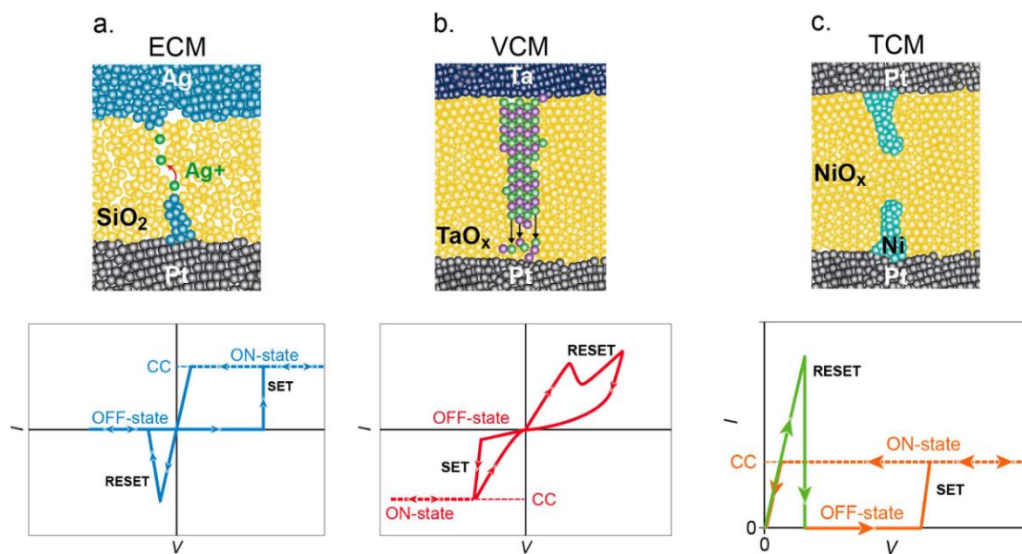 a.
ECM
Ag
Ag+
SiO2
Pt
CC
ON-state
SET
OFF-state
RESET
I
V
b.
VCM
Ta
TaOx
Pt
RESET
OFF-state
SET
CC
ON-state
I
V
c.
TCM
Pt
NiOx
Ni
Pt
RESET
ON-state
CC
SET
OFF-state
I
0
0
V